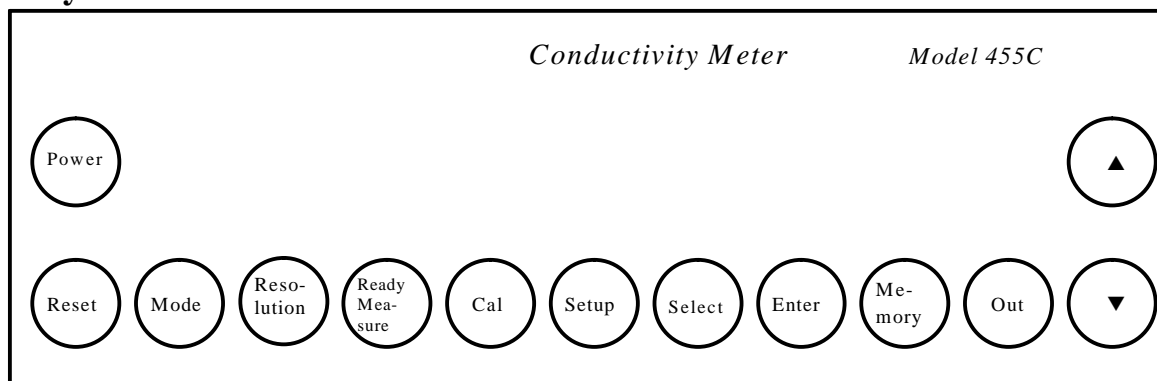 Conductivity Meter Model 455C
Power
▲
Reset
Mode
Reso-
lution
Ready
Mea-
sure
Cal
Setup
Select
Enter
Me-
mory
Out
▼